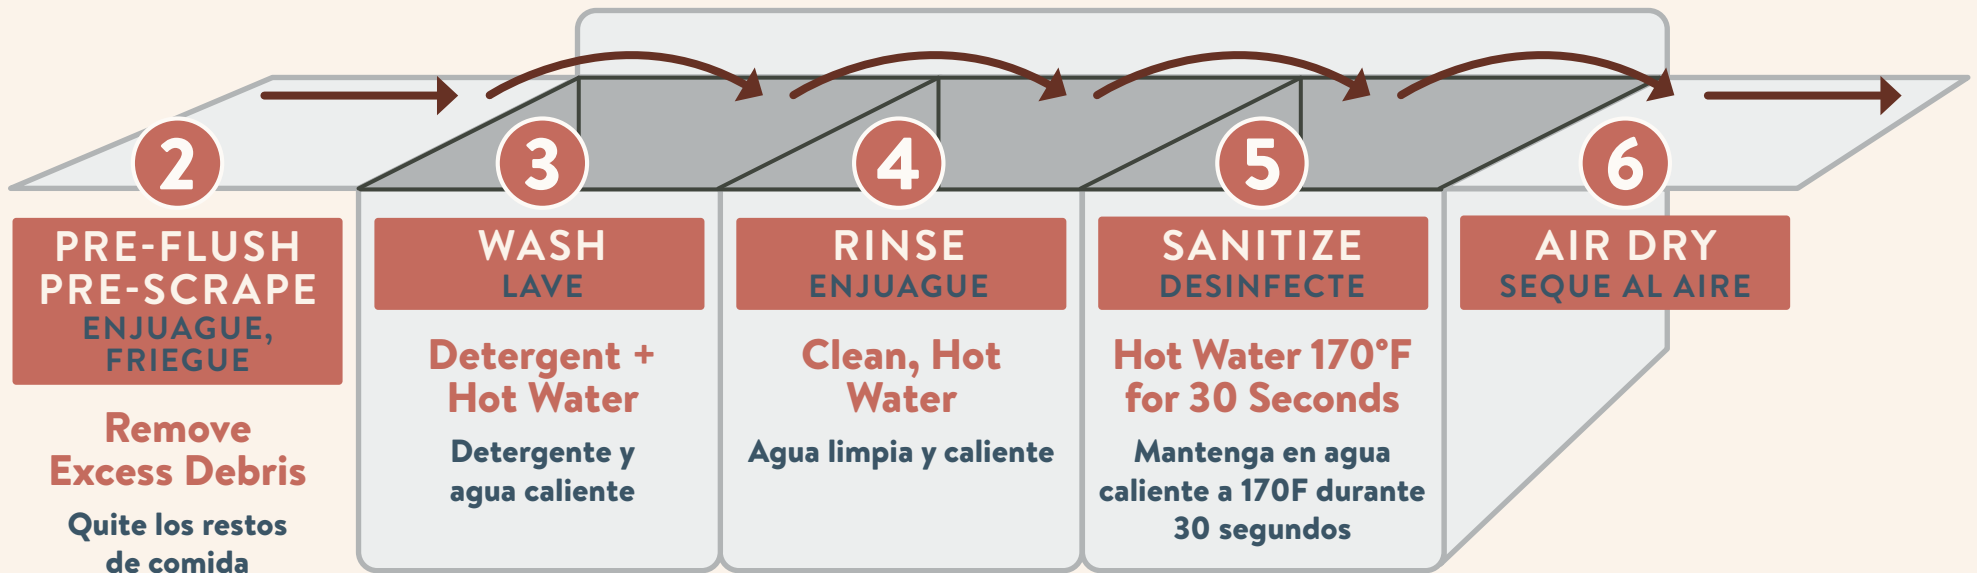 2
PRE-FLUSH
PRE-SCRAPE
ENJUAGUE,
FRIEGUE
Remove
Excess Debris
Quite los restos
de comida
3
WASH
LAVE
Detergent +
Hot Water
Detergente y
agua caliente
4
RINSE
ENJUAGUE
Clean, Hot
Water
Agua limpia y caliente
5
SANITIZE
DESINFECTE
Hot Water 170°F
for 30 Seconds
Mantenga en agua
caliente a 170F durante
30 segundos
6
AIR DRY
SEQUE AL AIRE